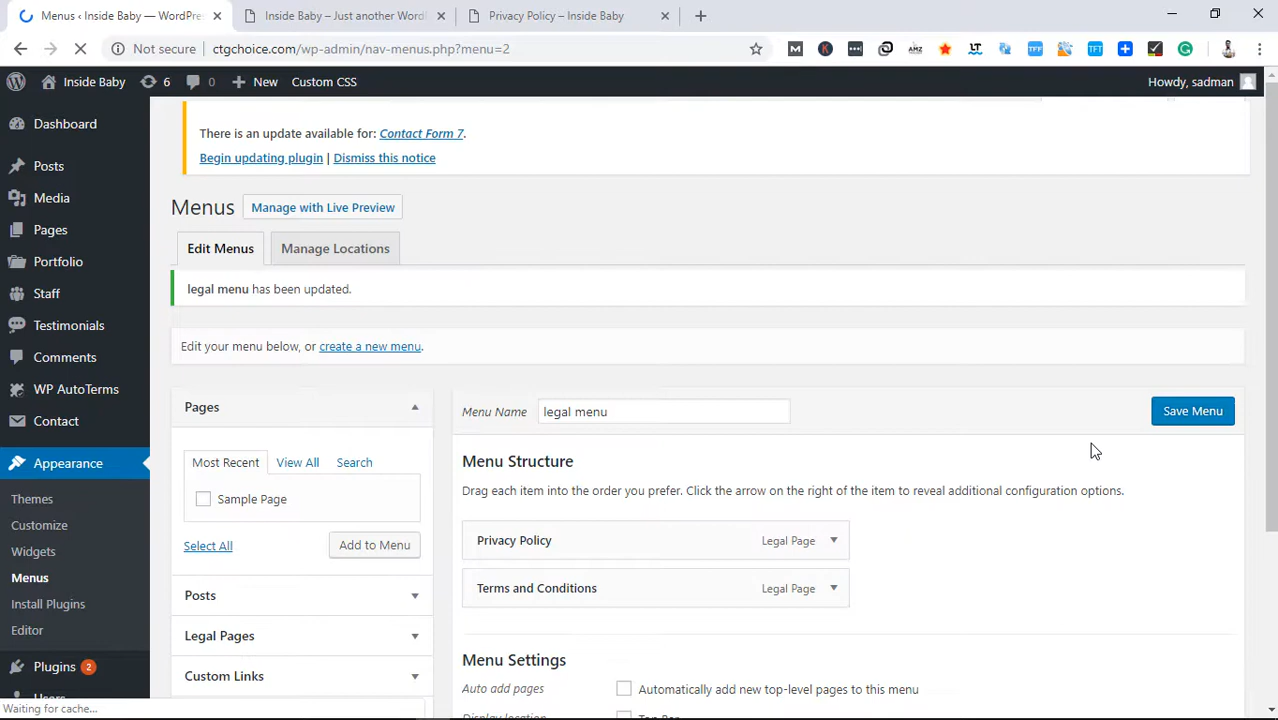 Menus ‹ Inside Baby — WordPres
Inside Baby – Just another Word
Privacy Policy – Inside Baby
Not secure
ctgchoice.com/wp-admin/nav-menus.php?menu=2
Inside Baby
6
0
New
Custom CSS
Howdy, sadman
Dashboard
Posts
Media
Pages
Portfolio
Staff
Testimonials
Comments
WP AutoTerms
Contact
Appearance
Themes
Customize
Widgets
Menus
Install Plugins
Editor
Plugins 2
Waiting for cache...
There is an update available for: Contact Form 7.
Begin updating plugin | Dismiss this notice
Menus
Manage with Live Preview
Edit Menus
Manage Locations
legal menu has been updated.
Edit your menu below, or create a new menu.
Pages
Most Recent
View All
Search
Sample Page
Select All
Add to Menu
Posts
Legal Pages
Custom Links
Menu Name
legal menu
Save Menu
Menu Structure
Drag each item into the order you prefer. Click the arrow on the right of the item to reveal additional configuration options.
Privacy Policy
Legal Page
Terms and Conditions
Legal Page
Menu Settings
Auto add pages
Automatically add new top-level pages to this menu
Display location
Top Bar